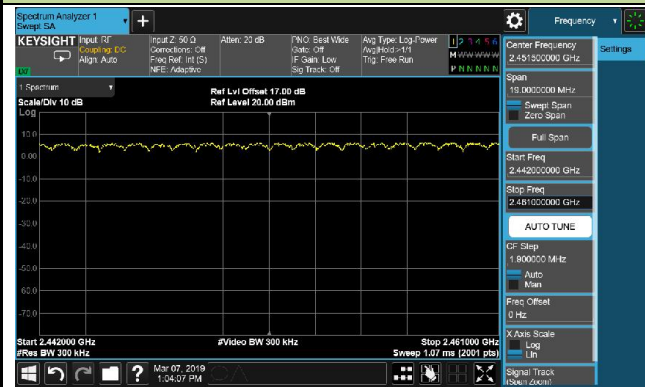 Spectrum Analyzer 1
Swept SA
+
Frequency
KEYSIGHT
Input: RF
Coupling: DC
Align: Auto
Input Z: 50 Ω
Corrections: Off
Freq Ref: Int (S)
NFE: Adaptive
Atten: 20 dB
PNO: Best Wide
Gate: Off
IF Gain: Low
Sig Track: Off
Avg Type: Log-Power
Avg|Hold:>1/1
Trig: Free Run
1 2 3 4 5 6
M W W W W W
P N N N N N
LXI
1 Spectrum
Scale/Div 10 dB
Ref Lvl Offset 17.00 dB
Ref Level 20.00 dBm
Log
10.0
0.00
-10.0
-20.0
-30.0
-40.0
-50.0
-60.0
-70.0
Start 2.442000 GHz
#Res BW 300 kHz
#Video BW 300 kHz
Stop 2.461000 GHz
Sweep 1.07 ms (2001 pts)
Mar 07, 2019
1:04:07 PM
Center Frequency
2.451500000 GHz
Settings
Span
19.0000000 MHz
Swept Span
Zero Span
Full Span
Start Freq
2.442000000 GHz
Stop Freq
2.461000000 GHz
AUTO TUNE
CF Step
1.900000 MHz
Auto
Man
Freq Offset
0 Hz
X Axis Scale
Log
Lin
Signal Track
(Span Zoom)